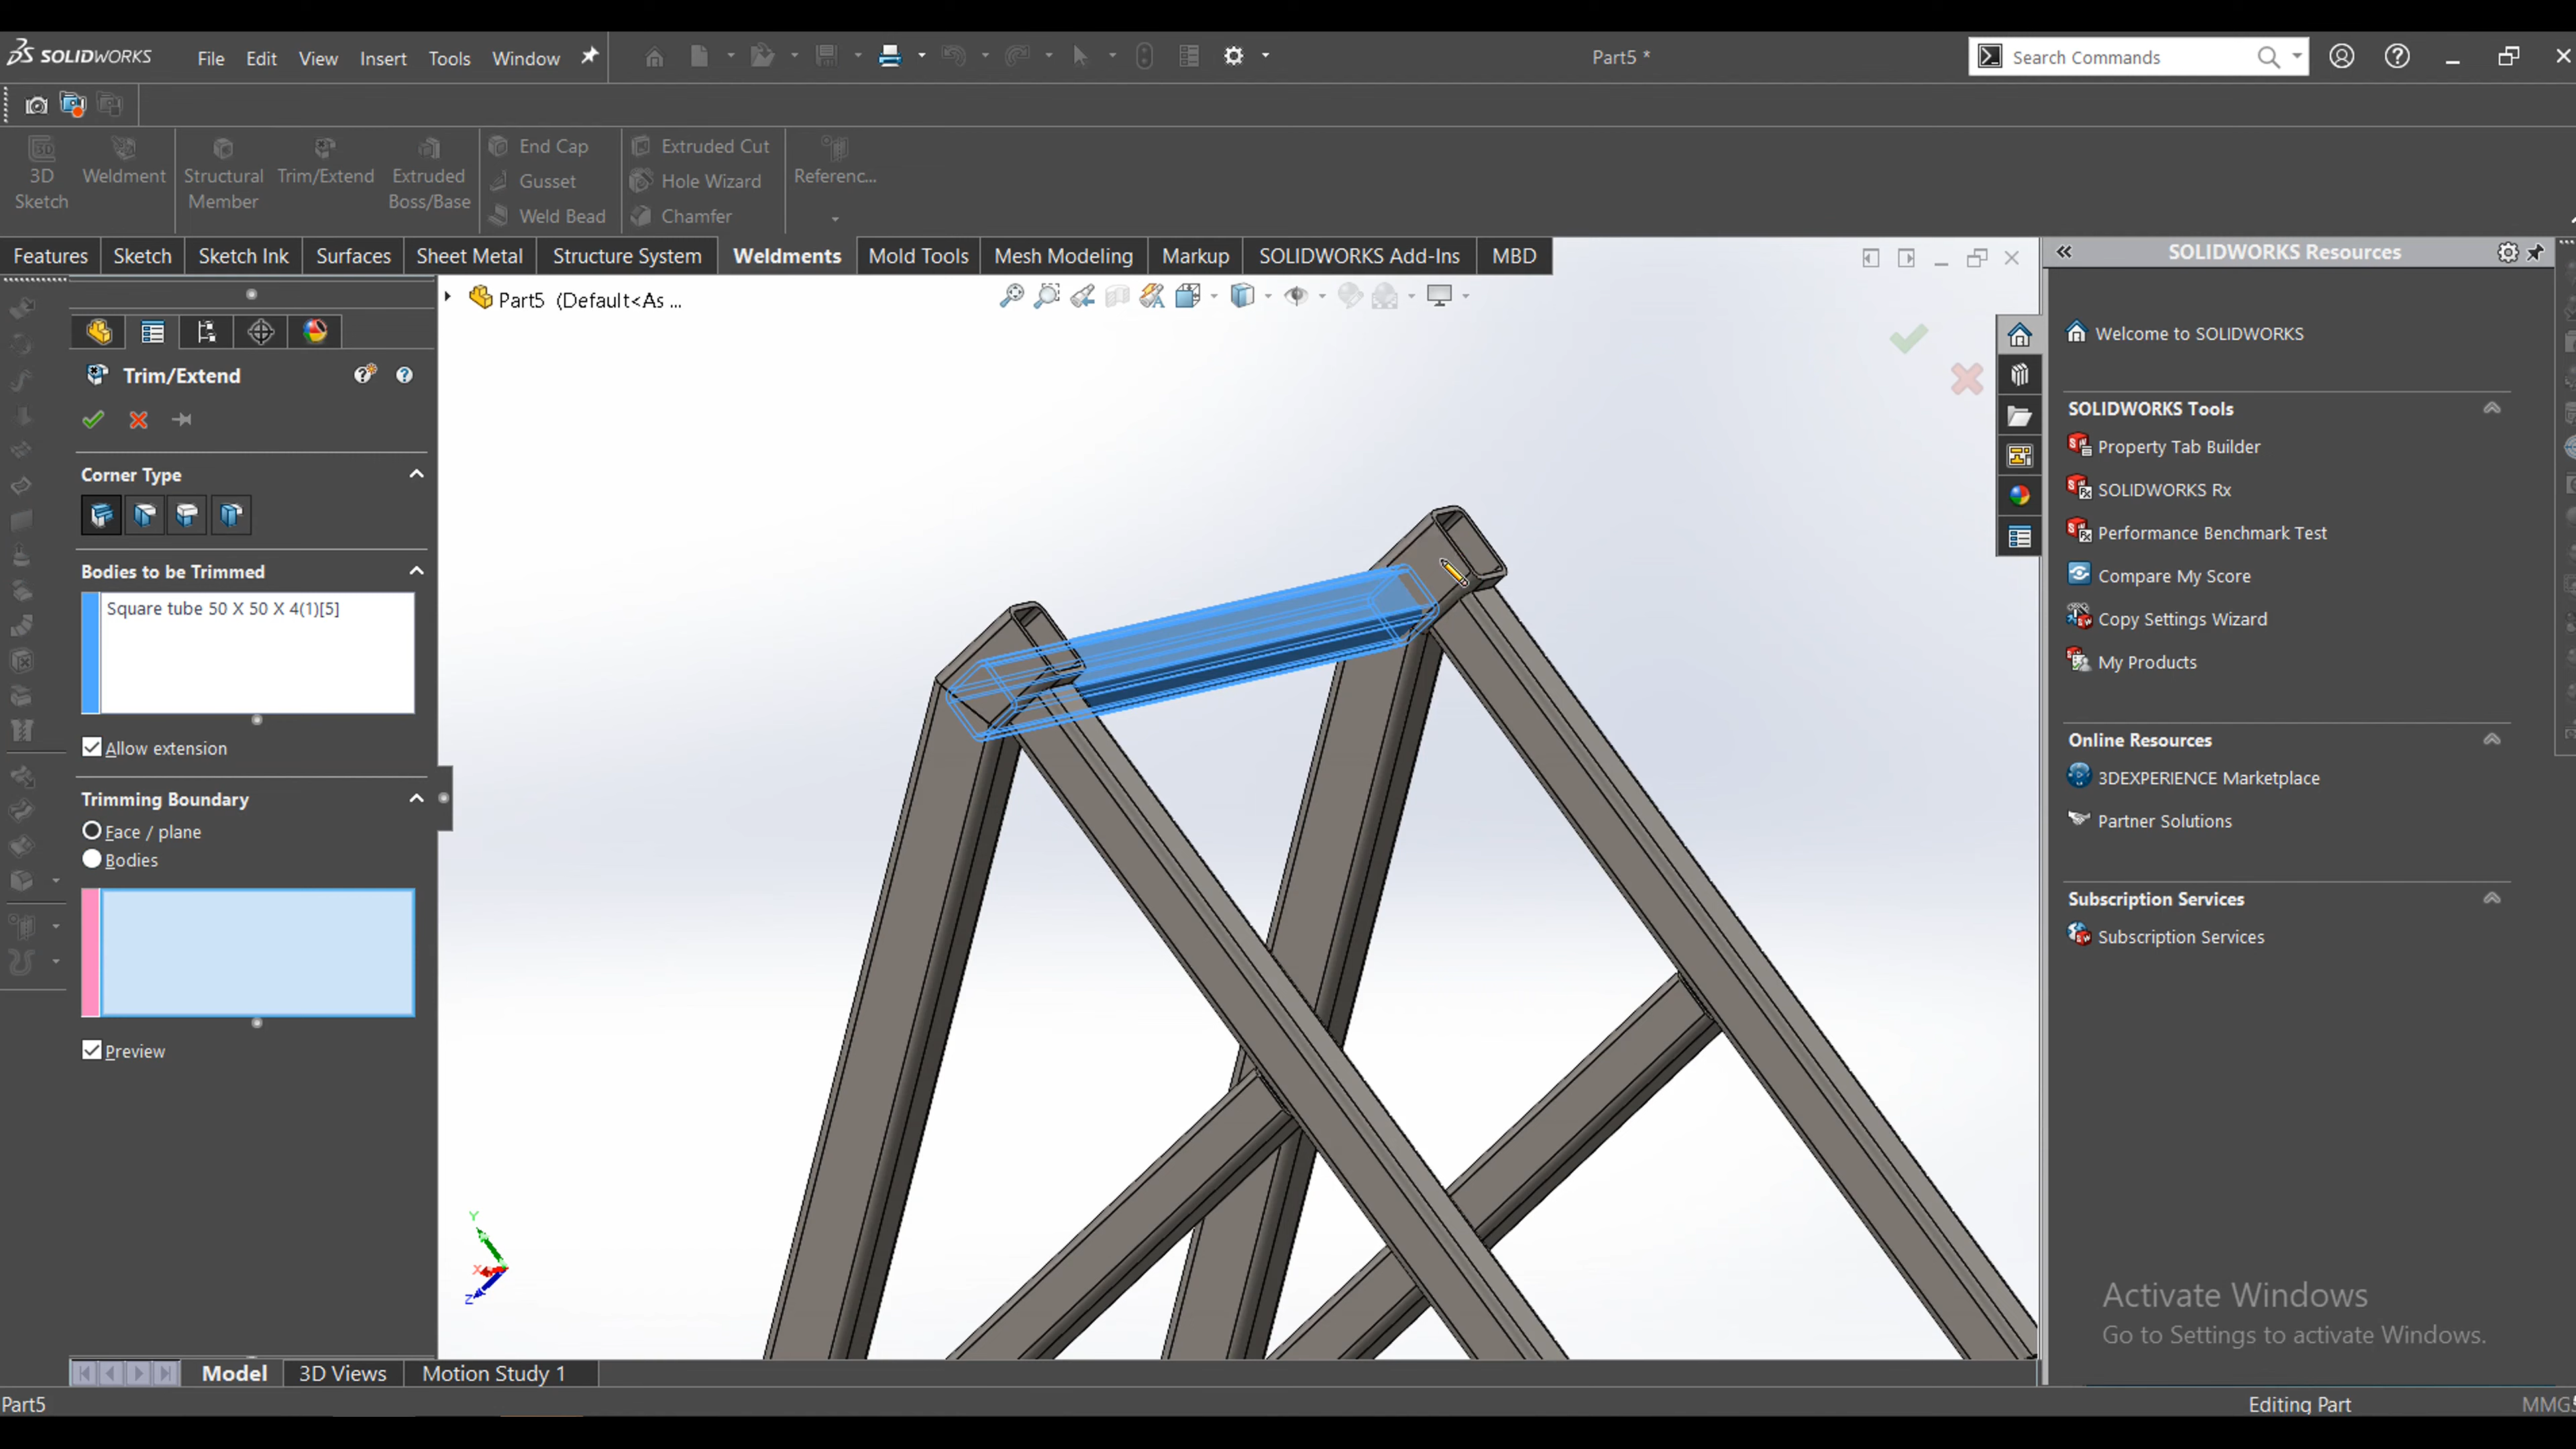 SOLIDWORKS File Edit View Insert Tools Window Part5 * Search Commands
3D Sketch
Weldment
Structural Member
Trim/Extend
Extruded Boss/Base
End Cap
Gusset
Weld Bead
Extruded Cut
Hole Wizard
Chamfer
Referenc...
Features Sketch Sketch Ink Surfaces Sheet Metal Structure System Weldments Mold Tools Mesh Modeling Markup SOLIDWORKS Add-Ins MBD
Part5 (Default<As ...
Trim/Extend
Corner Type
Bodies to be Trimmed
Square tube 50 X 50 X 4(1)[5]
Allow extension
Trimming Boundary
Face / plane
Bodies
Preview
Y
X
Z
SOLIDWORKS Resources
Welcome to SOLIDWORKS
SOLIDWORKS Tools
Property Tab Builder
SOLIDWORKS Rx
Performance Benchmark Test
Compare My Score
Copy Settings Wizard
My Products
Online Resources
3DEXPERIENCE Marketplace
Partner Solutions
Subscription Services
Subscription Services
Activate Windows
Go to Settings to activate Windows.
Model 3D Views Motion Study 1
Part5 Editing Part